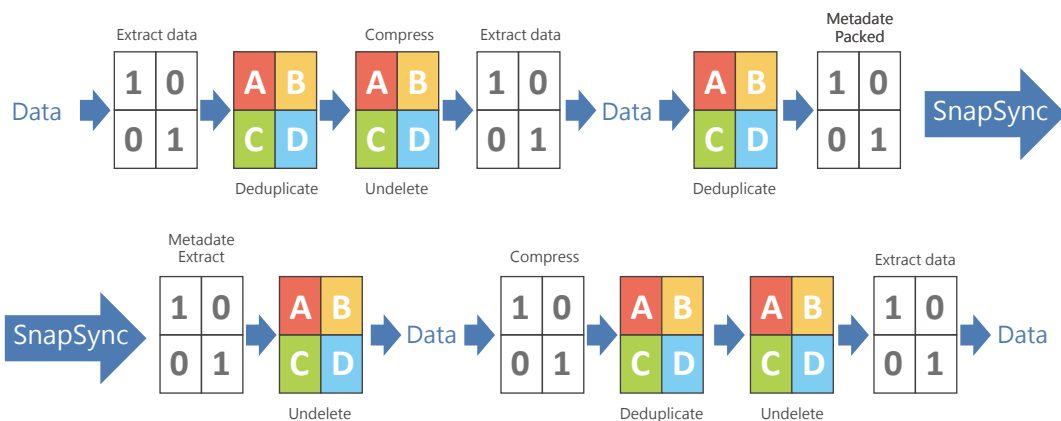 Extract data
Compress
Extract data
Metadate
Packed
Data
1 0
0 1
A B
C D
A B
C D
1 0
0 1
Data
A B
C D
1 0
0 1
SnapSync
Deduplicate
Undelete
Deduplicate
Metadate
Extract
Compress
Extract data
SnapSync
1 0
0 1
A B
C D
Data
1 0
0 1
A B
C D
A B
C D
1 0
0 1
Data
Undelete
Deduplicate
Undelete